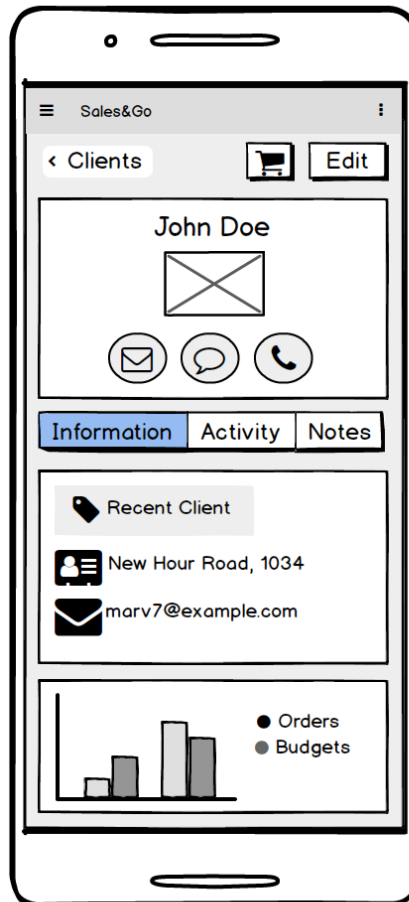 Sales&Go
‹ Clients
Edit
John Doe
Information Activity Notes
Recent Client
New Hour Road, 1034
marv7@example.com
Orders
Budgets